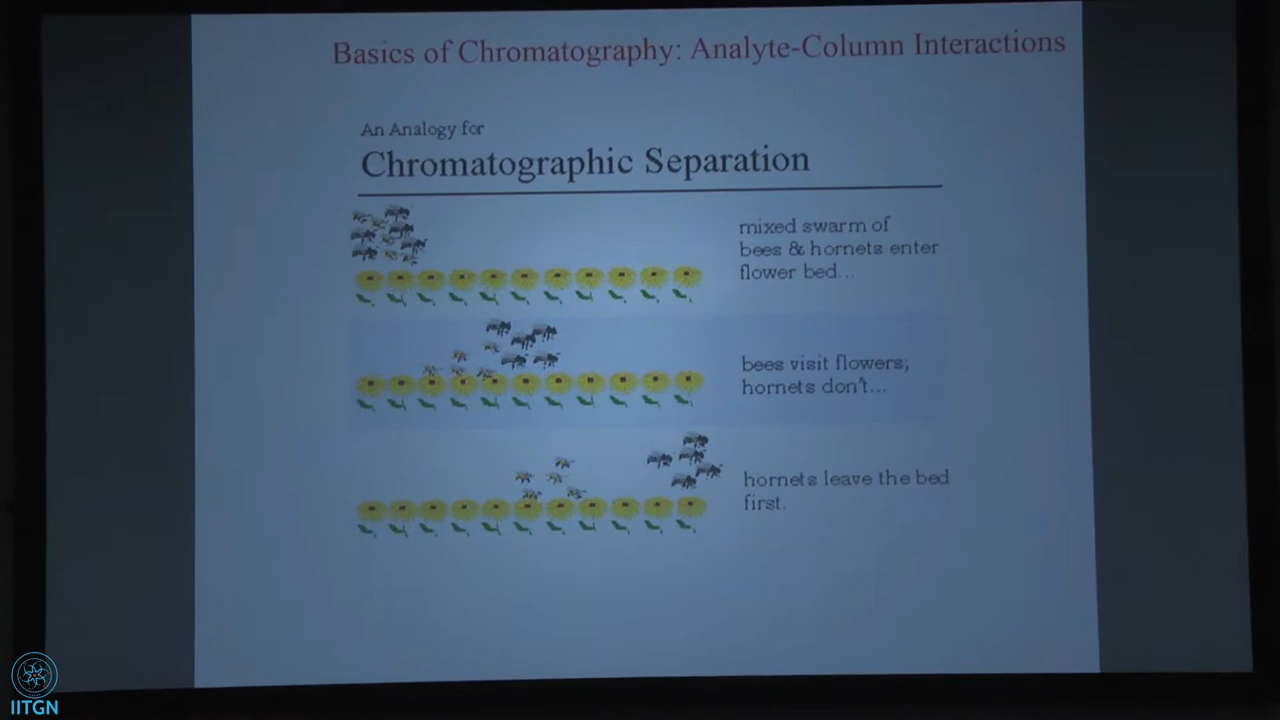 Basics of Chromatography: Analyte-Column Interactions
An Analogy for
Chromatographic Separation
mixed swarm of
bees & hornets enter
flower bed...
bees visit flowers;
hornets don't...
hornets leave the bed
first.
IITGN